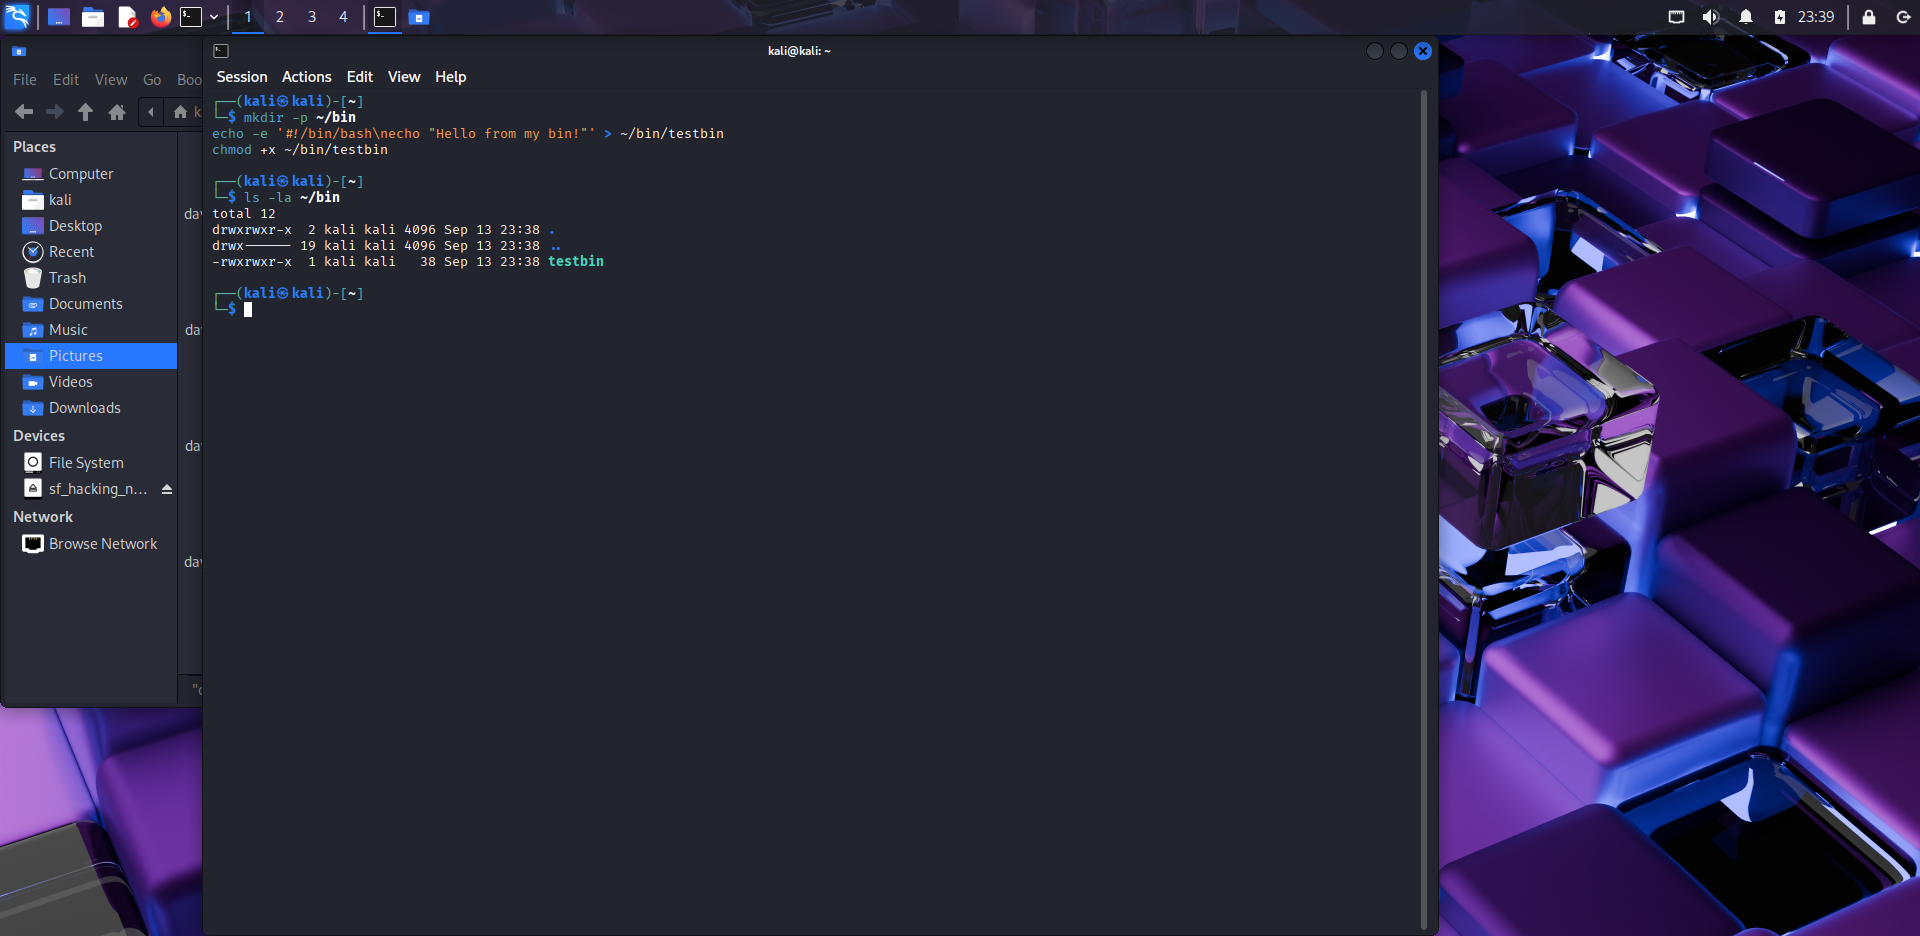 1 2 3 4 23:39
kali@kali: ~
File Edit View Go Boo
Session Actions Edit View Help
Places
Computer
kali
Desktop
Recent
Trash
Documents
Music
Pictures
Videos
Downloads
Devices
File System
sf_hacking_n...
Network
Browse Network
┌──(kali㉿kali)-[~]
└─$ mkdir -p ~/bin
echo -e '#!/bin/bash\necho "Hello from my bin!"' > ~/bin/testbin
chmod +x ~/bin/testbin
┌──(kali㉿kali)-[~]
└─$ ls -la ~/bin
total 12
drwxrwxr-x  2 kali kali 4096 Sep 13 23:38 .
drwx------ 19 kali kali 4096 Sep 13 23:38 ..
-rwxrwxr-x  1 kali kali   38 Sep 13 23:38 testbin
┌──(kali㉿kali)-[~]
└─$